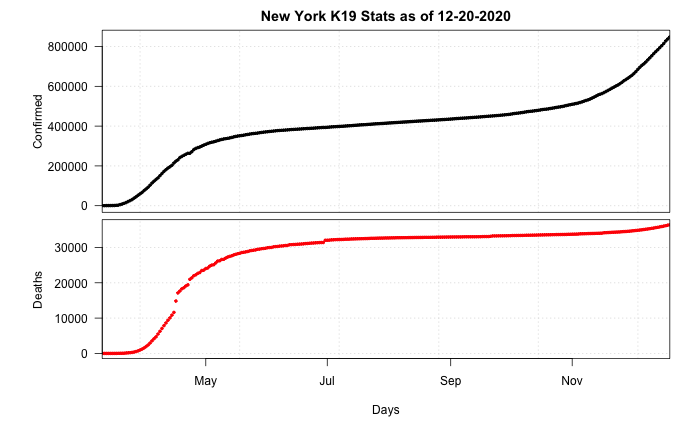 New York K19 Stats as of 12-20-2020
800000
600000
400000
200000
0
Confirmed
30000
20000
10000
0
Deaths
May Jul Sep Nov
Days